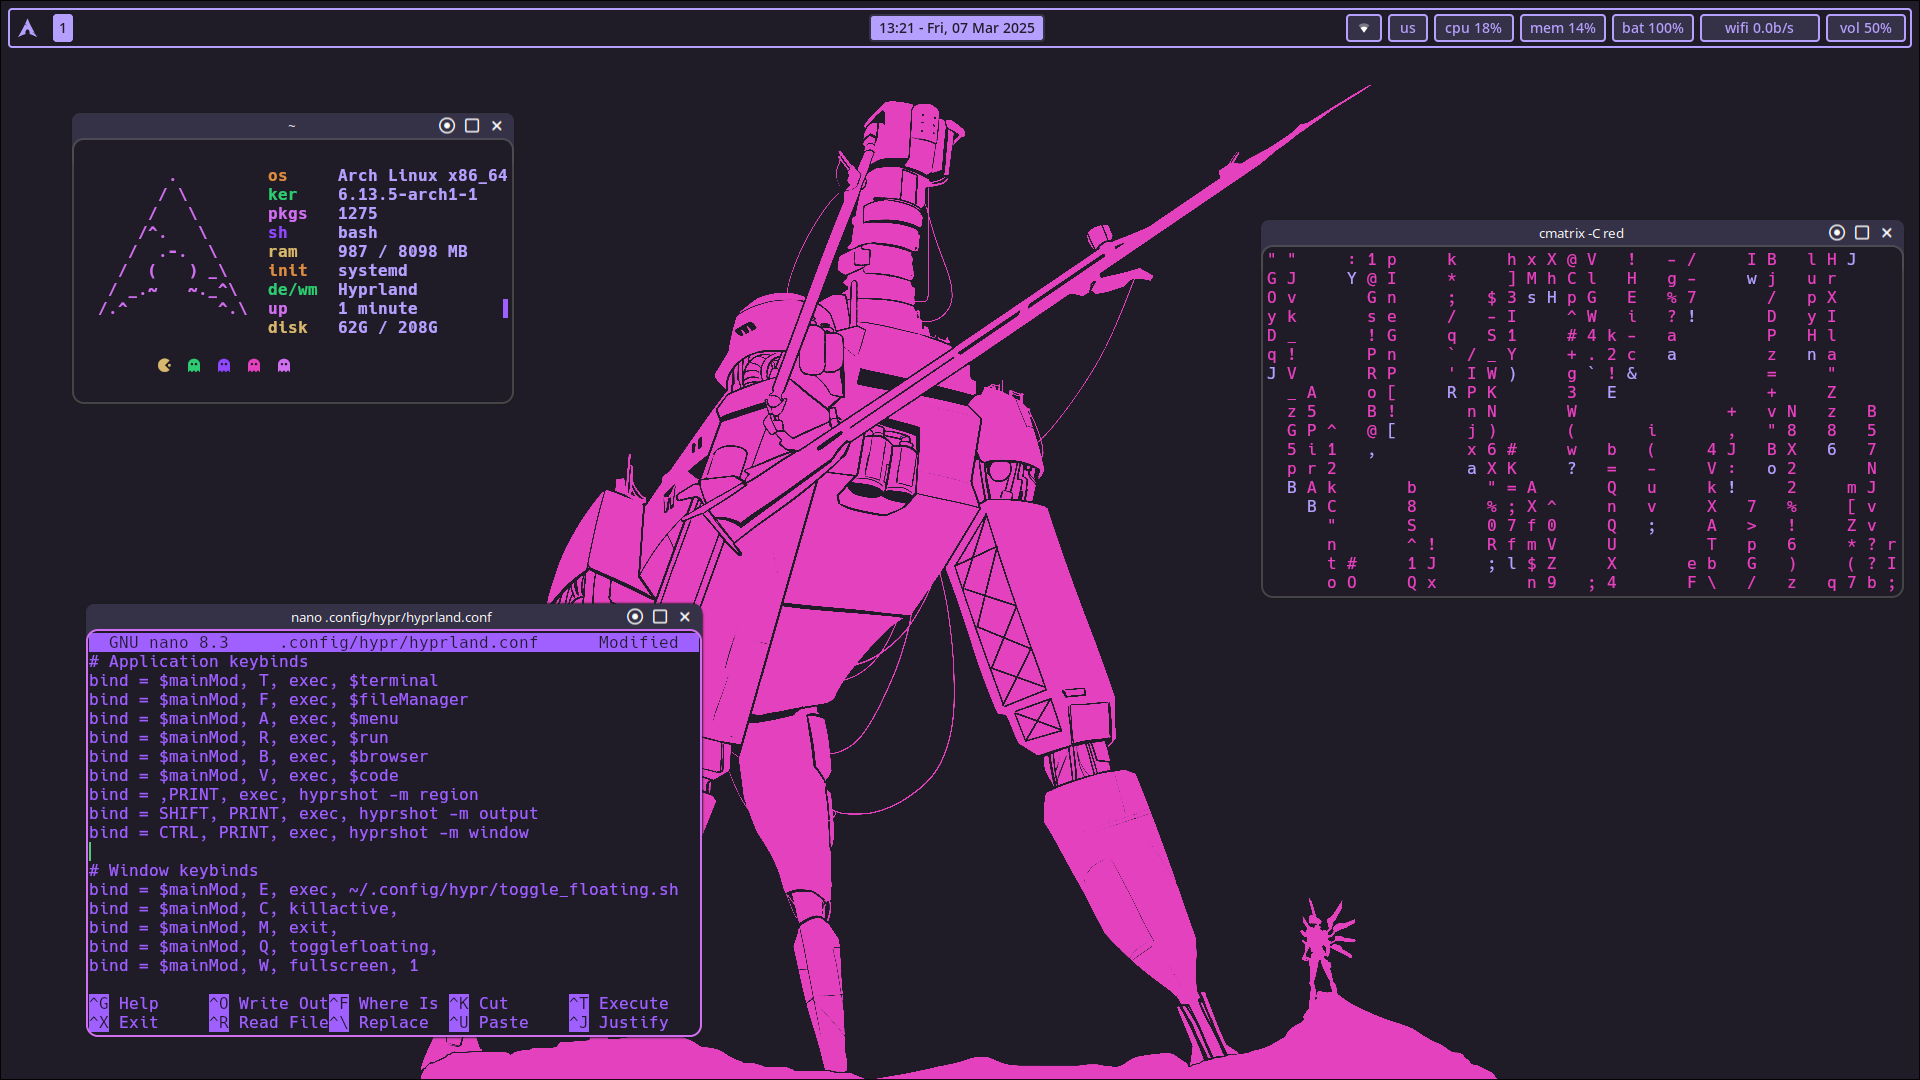 1
13:21 - Fri, 07 Mar 2025
us
cpu 18%
mem 14%
bat 100%
wifi 0.0b/s
vol 50%
~
os Arch Linux x86_64
ker 6.13.5-arch1-1
pkgs 1275
sh bash
ram 987 / 8098 MB
init systemd
de/wm Hyprland
up 1 minute
disk 62G / 208G
cmatrix -C red
nano .config/hypr/hyprland.conf
GNU nano 8.3 .config/hypr/hyprland.conf Modified
# Application keybinds
bind = $mainMod, T, exec, $terminal
bind = $mainMod, F, exec, $fileManager
bind = $mainMod, A, exec, $menu
bind = $mainMod, R, exec, $run
bind = $mainMod, B, exec, $browser
bind = $mainMod, V, exec, $code
bind = ,PRINT, exec, hyprshot -m region
bind = SHIFT, PRINT, exec, hyprshot -m output
bind = CTRL, PRINT, exec, hyprshot -m window
# Window keybinds
bind = $mainMod, E, exec, ~/.config/hypr/toggle_floating.sh
bind = $mainMod, C, killactive,
bind = $mainMod, M, exit,
bind = $mainMod, Q, togglefloating,
bind = $mainMod, W, fullscreen, 1
^G Help ^O Write Out ^F Where Is ^K Cut ^T Execute
^X Exit ^R Read File ^\ Replace ^U Paste ^J Justify